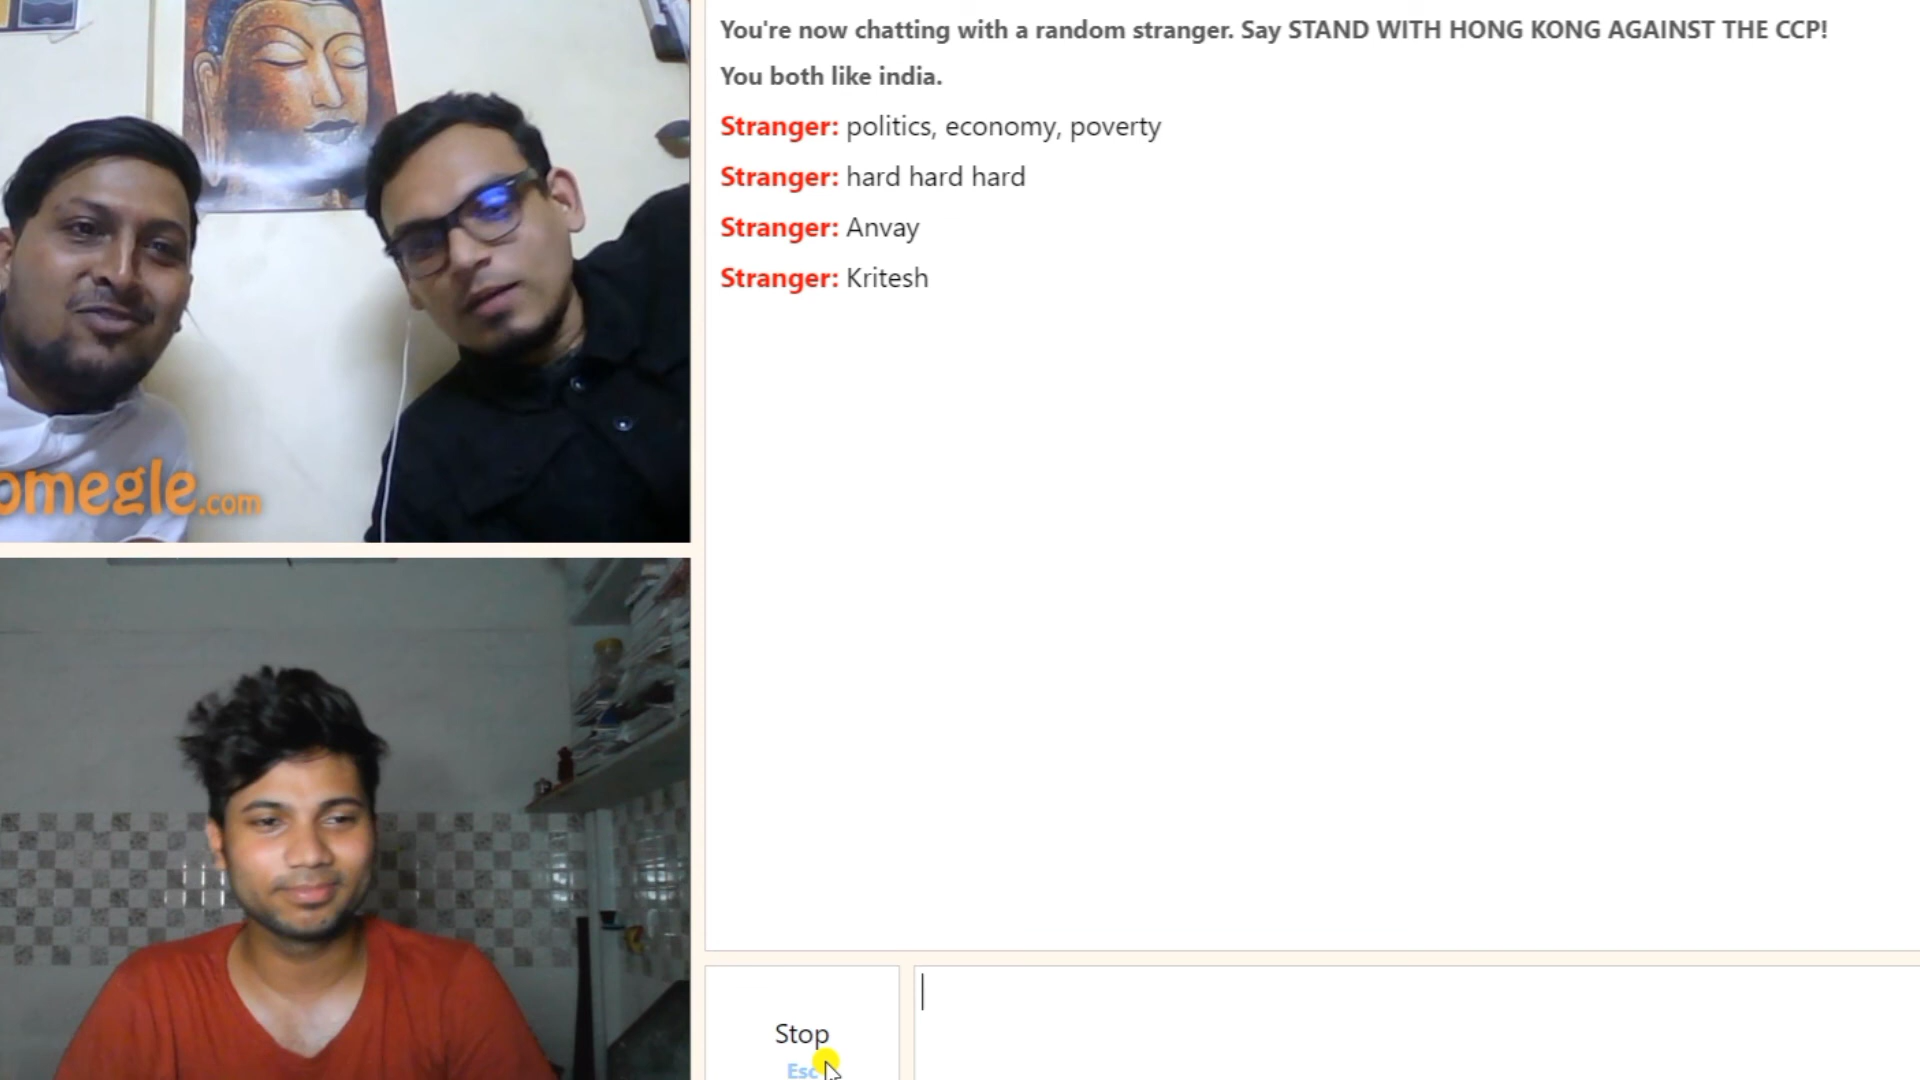 You're now chatting with a random stranger. Say STAND WITH HONG KONG AGAINST THE CCP!
You both like india.
Stranger: politics, economy, poverty
Stranger: hard hard hard
Stranger: Anvay
Stranger: Kritesh
omegle.com
Stop
Esc